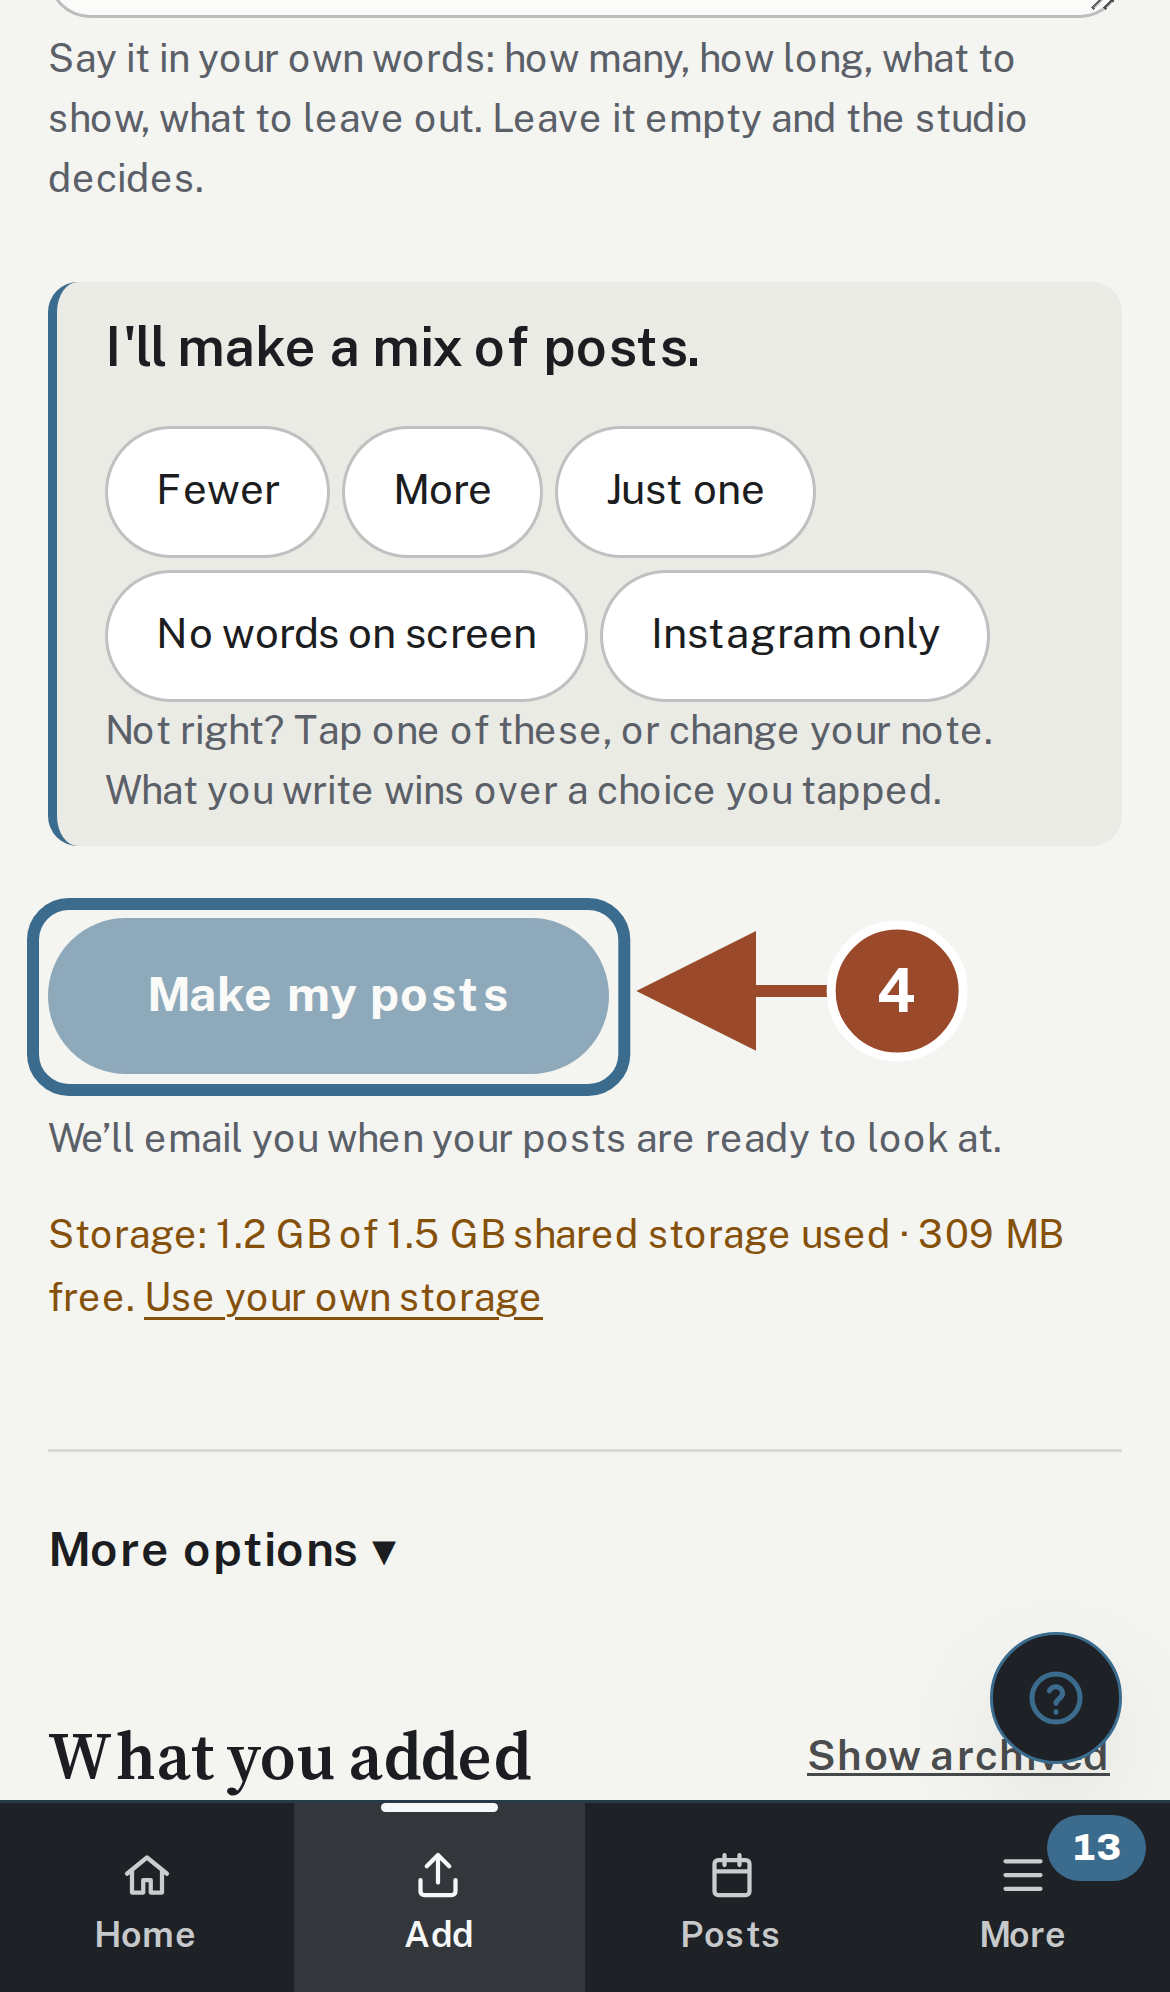 Say it in your own words: how many, how long, what to
show, what to leave out. Leave it empty and the studio
decides.
I'll make a mix of posts.
Fewer
More
Just one
No words on screen
Instagram only
Not right? Tap one of these, or change your note.
What you write wins over a choice you tapped.
Make my posts
4
We’ll email you when your posts are ready to look at.
Storage: 1.2 GB of 1.5 GB shared storage used · 309 MB
free. Use your own storage
More options ▾
What you added
Show archived
Home
Add
Posts
More
13